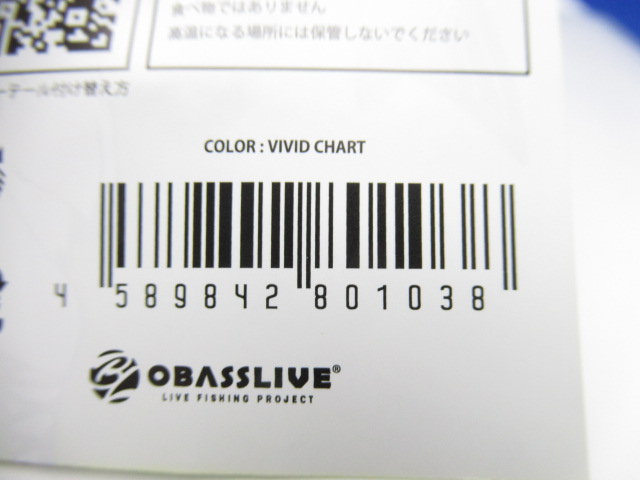 食べ物ではありません
高温になる場所には保管しないでください
ーテール付け替え方
COLOR : VIVID CHART
4 589842 801038
OBASSLIVE®
LIVE FISHING PROJECT